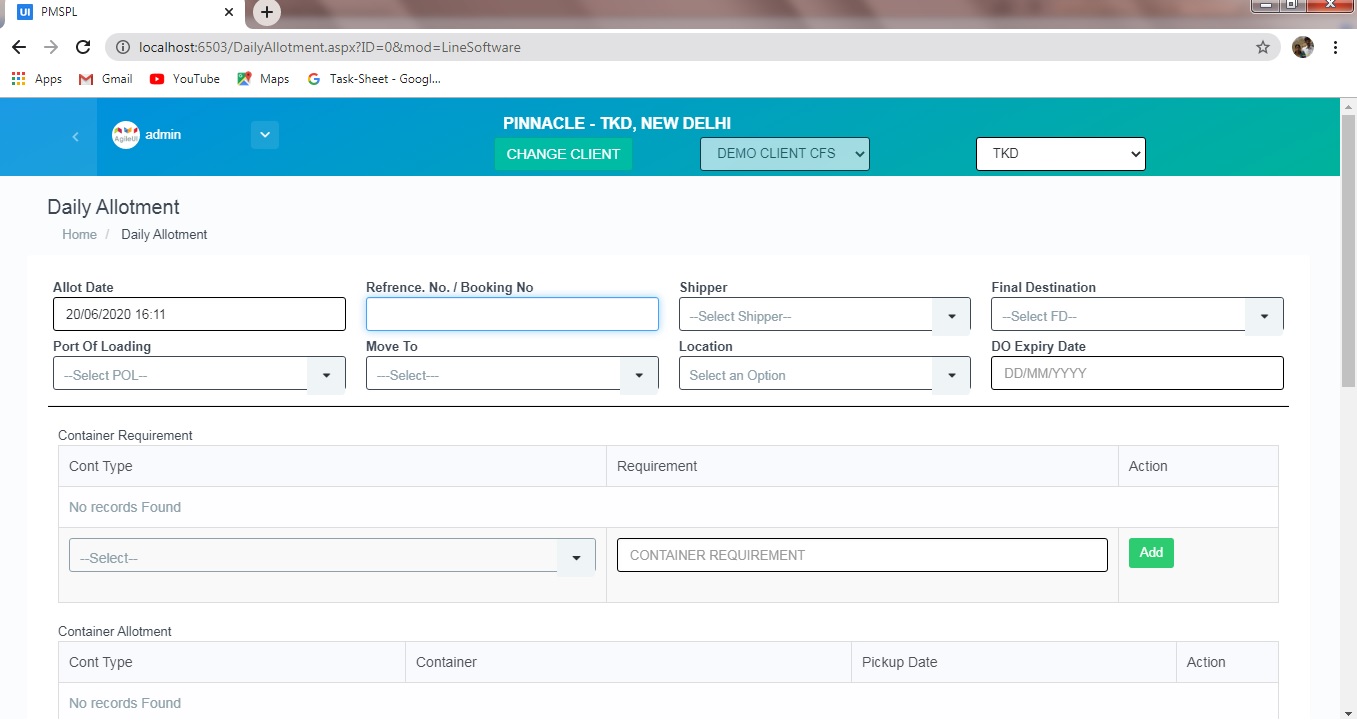 UI PMSPL
localhost:6503/DailyAllotment.aspx?ID=0&mod=LineSoftware
Apps Gmail YouTube Maps Task-Sheet - Googl...
AgileUI admin
PINNACLE - TKD, NEW DELHI
CHANGE CLIENT DEMO CLIENT CFS TKD
Daily Allotment
Home / Daily Allotment
Allot Date Refrence. No. / Booking No Shipper Final Destination
20/06/2020 16:11 --Select Shipper-- --Select FD--
Port Of Loading Move To Location DO Expiry Date
--Select POL-- ---Select--- Select an Option DD/MM/YYYY
Container Requirement
Cont Type Requirement Action
No records Found
--Select-- CONTAINER REQUIREMENT Add
Container Allotment
Cont Type Container Pickup Date Action
No records Found